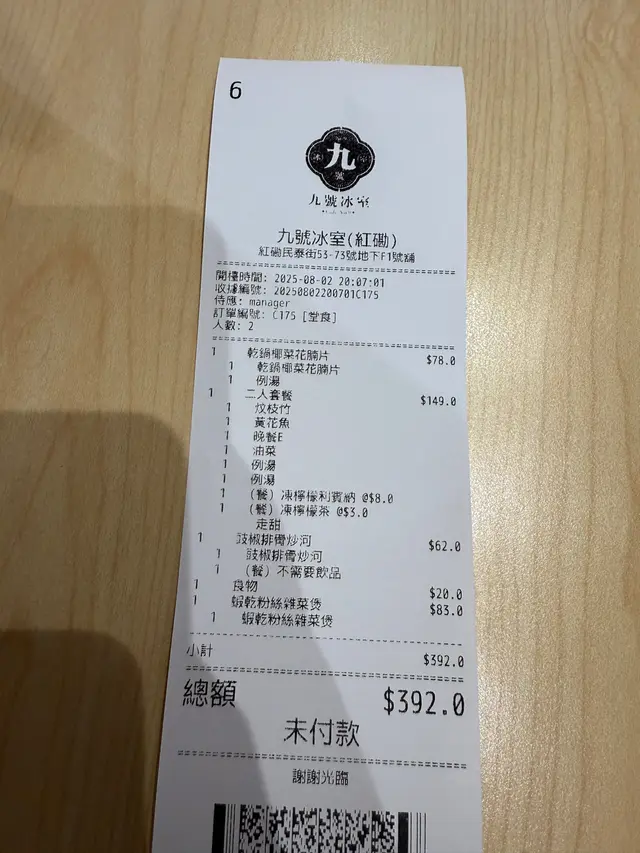 6
九
冰
室
號
九號冰室
九號冰室(紅磡)
紅磡民泰街53-73號地下F1號舖
開檯時間: 2025-08-02 20:07:01
收據編號: 20250802200701C175
侍應: manager
訂單編號: C175 [堂食]
人數: 2
1 乾鍋椰菜花腩片 $78.0
1 乾鍋椰菜花腩片
1 例湯
1 二人套餐 $149.0
1 炆枝竹
1 黃花魚
1 晚餐E
1 油菜
1 例湯
1 例湯
1 (餐) 凍檸檬利賓納 @$8.0
1 (餐) 凍檸檬茶 @$3.0
走甜
1 豉椒排骨炒河 $62.0
1 豉椒排骨炒河
1 (餐) 不需要飲品
1 食物 $20.0
1 蝦乾粉絲雜菜煲 $83.0
1 蝦乾粉絲雜菜煲
小計 $392.0
總額 $392.0
未付款
謝謝光臨